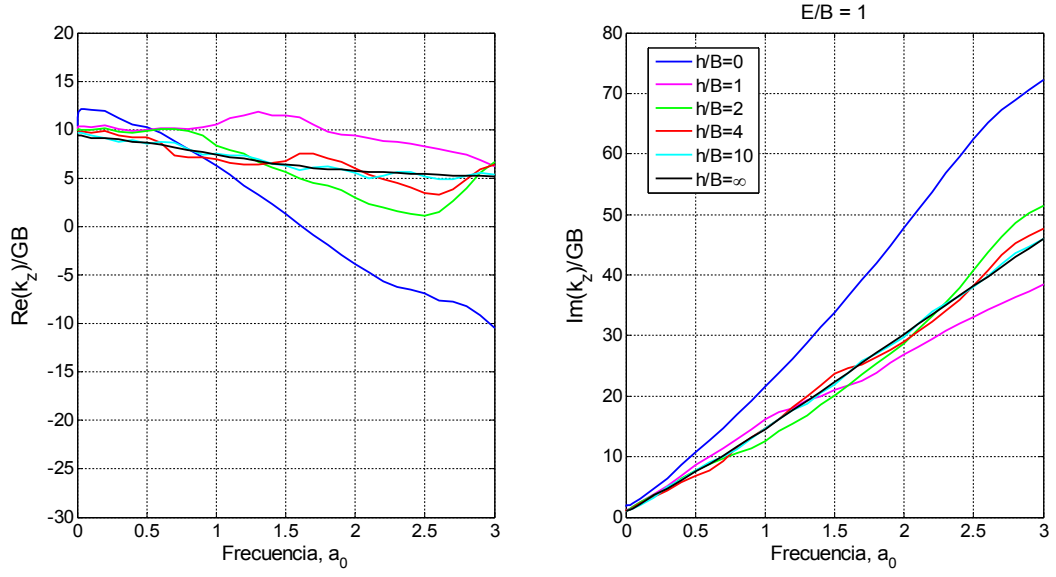 20
15
10
5
0
-5
-10
-15
-20
-25
-30
Re(k_z)/GB
0 0.5 1 1.5 2 2.5 3
Frecuencia, a_0
E/B = 1
80
70
60
50
40
30
20
10
0
Im(k_z)/GB
h/B=0
h/B=1
h/B=2
h/B=4
h/B=10
h/B=∞
0 0.5 1 1.5 2 2.5 3
Frecuencia, a_0